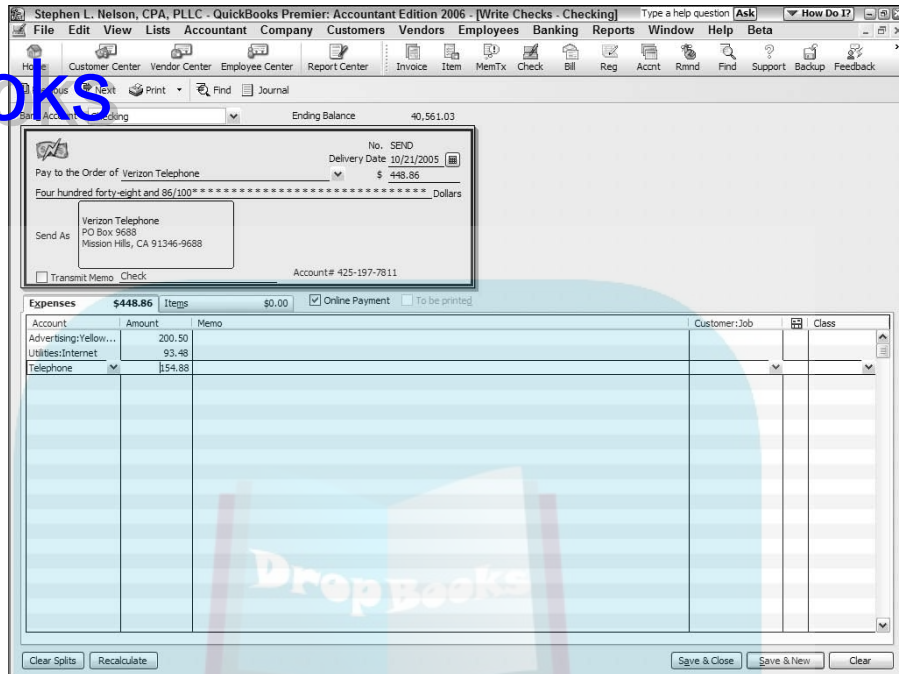 Stephen L. Nelson, CPA, PLLC - QuickBooks Premier: Accountant Edition 2006 - [Write Checks - Checking] Type a help question Ask How Do I?
File Edit View Lists Accountant Company Customers Vendors Employees Banking Reports Window Help Beta
Home Customer Center Vendor Center Employee Center Report Center Invoice Item MemTx Check Bill Reg Accnt Rmnd Find Support Backup Feedback
oks
Next Print Find Journal
Bank Account Checking Ending Balance 40,561.03
No. SEND
Delivery Date 10/21/2005
Pay to the Order of Verizon Telephone $ 448.86
Four hundred forty-eight and 86/100* * * * * * * * * * * * * * * * * * * * * * * * * * * * * * Dollars
Verizon Telephone
Send As PO Box 9688
Mission Hills, CA 91346-9688
Transmit Memo Check Account# 425-197-7811
Expenses $448.86 Items $0.00 Online Payment To be printed
Account Amount Memo Customer:Job Class
Advertising:Yellow... 200.50
Utilities:Internet 93.48
Telephone 154.88
DropBooks
Clear Splits Recalculate Save & Close Save & New Clear